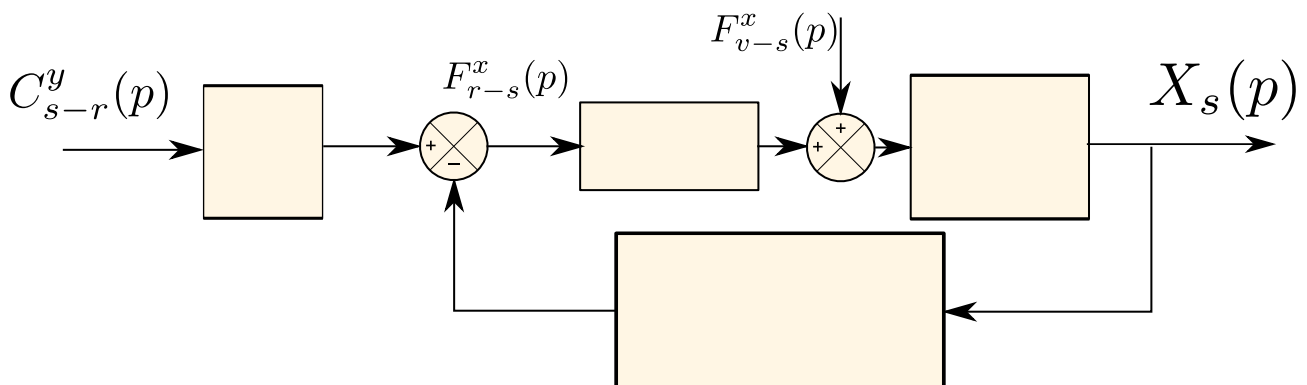 F^x_{v-s}(p)
C^y_{s-r}(p) F^x_{r-s}(p) X_s(p)
+
+ − +